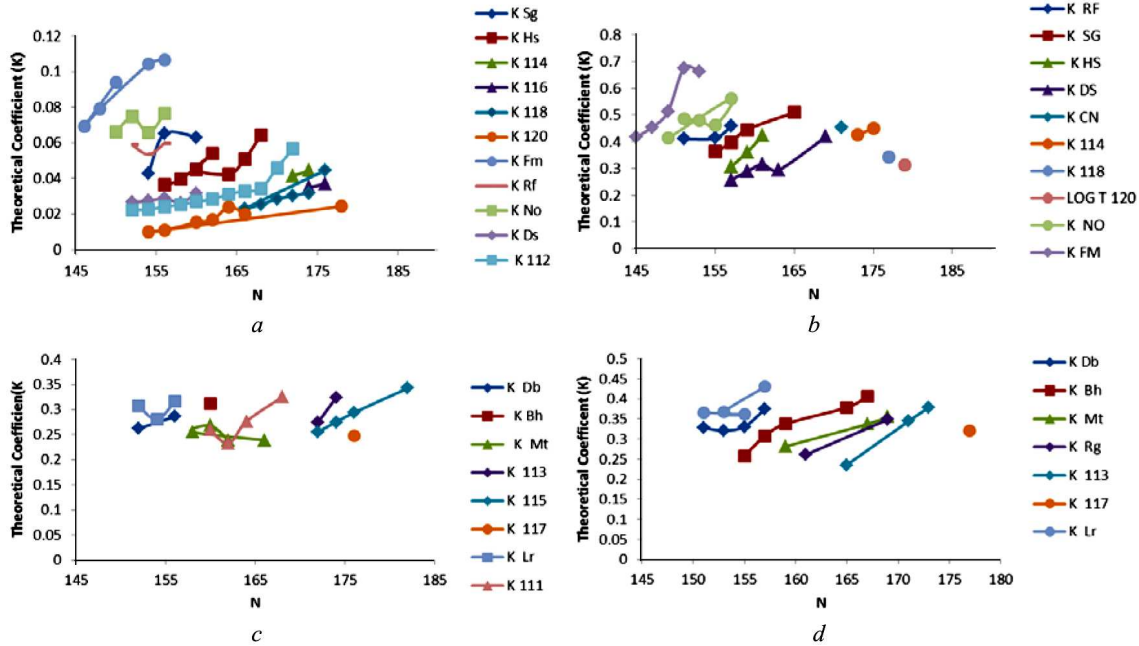 Theoretical Coefficient (K)
0.12
0.1
0.08
0.06
0.04
0.02
0
145 155 165 175 185
N
K Sg
K Hs
K 114
K 116
K 118
K 120
K Fm
K Rf
K No
K Ds
K 112
a
Theoretical Coefficient (K)
0.8
0.7
0.6
0.5
0.4
0.3
0.2
0.1
0
145 155 165 175 185
N
K RF
K SG
K HS
K DS
K CN
K 114
K 118
LOG T 120
K NO
K FM
b
Theoretical Coefficien(K
0.4
0.35
0.3
0.25
0.2
0.15
0.1
0.05
0
145 155 165 175 185
N
K Db
K Bh
K Mt
K 113
K 115
K 117
K Lr
K 111
c
Theoretical Coefficent (K)
0.5
0.45
0.4
0.35
0.3
0.25
0.2
0.15
0.1
0.05
0
145 150 155 160 165 170 175 180
N
K Db
K Bh
K Mt
K Rg
K 113
K 117
K Lr
d